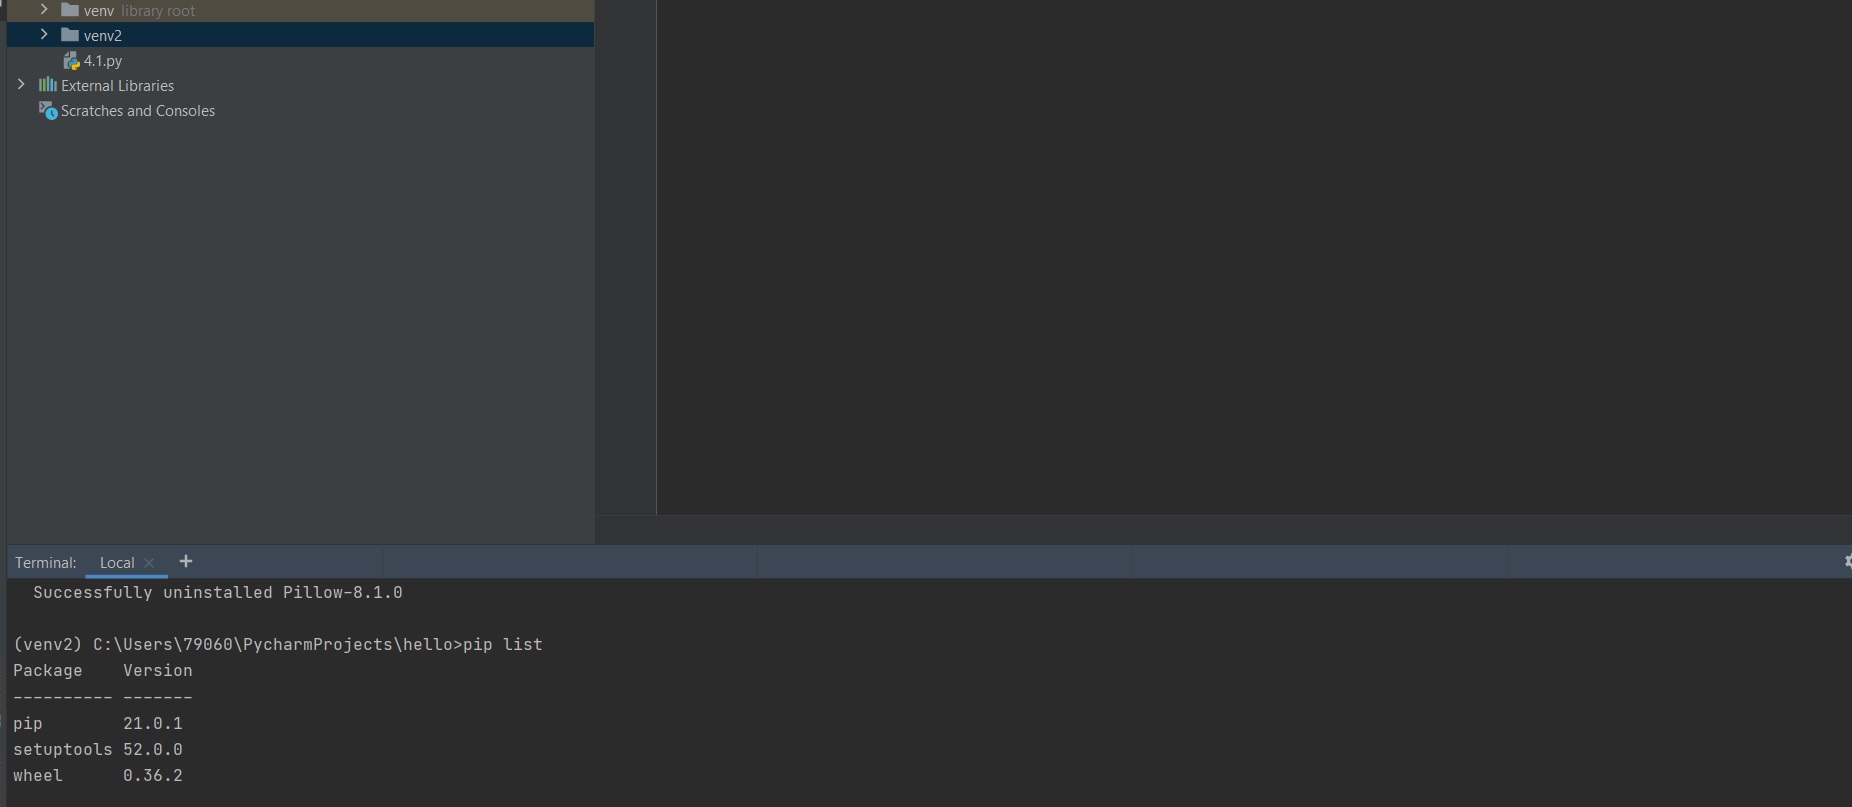 venv library root
venv2
4.1.py
External Libraries
Scratches and Consoles
Terminal: Local
Successfully uninstalled Pillow-8.1.0
(venv2) C:\Users\79060\PycharmProjects\hello>pip list
Package    Version
---------- -------
pip        21.0.1
setuptools 52.0.0
wheel      0.36.2